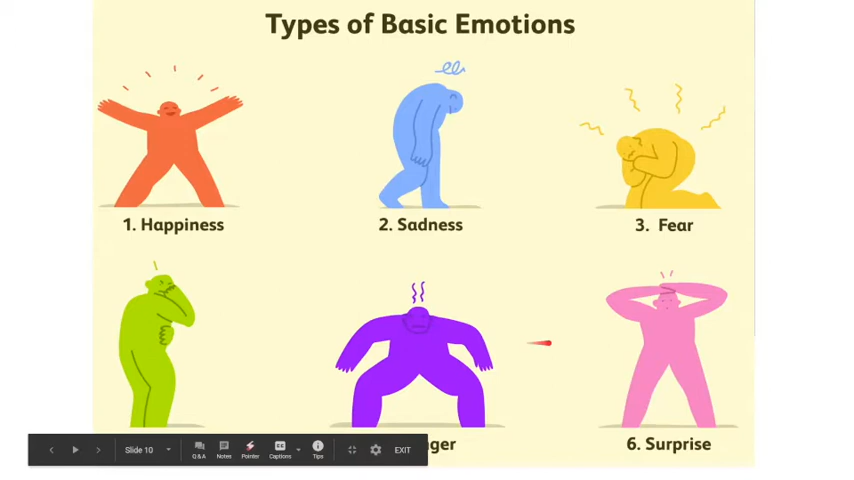 Types of Basic Emotions
1. Happiness
2. Sadness
3. Fear
ger
6. Surprise
Slide 10
Q & A
Notes
Pointer
CC
Captions
Tips
EXIT